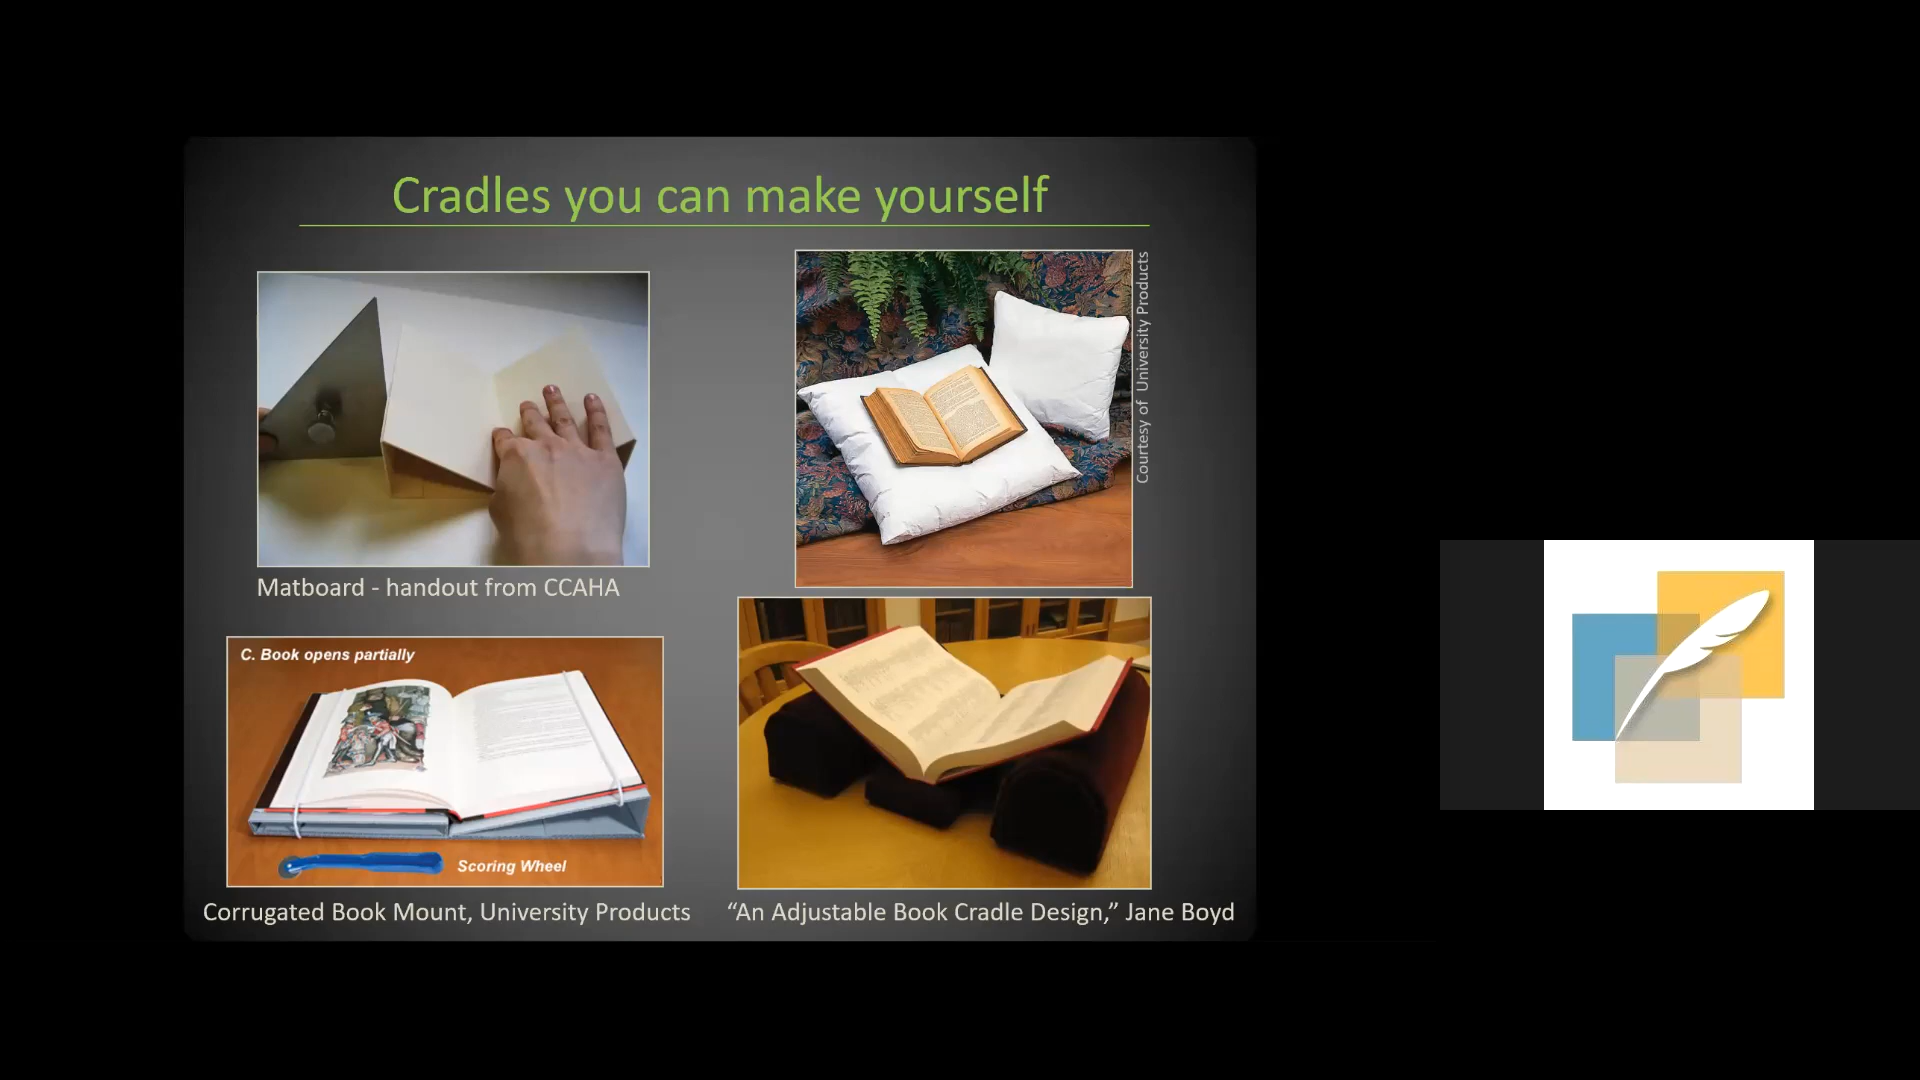 Cradles you can make yourself
Matboard - handout from CCAHA
Courtesy of University Products
C. Book opens partially
Scoring Wheel
Corrugated Book Mount, University Products
“An Adjustable Book Cradle Design,” Jane Boyd